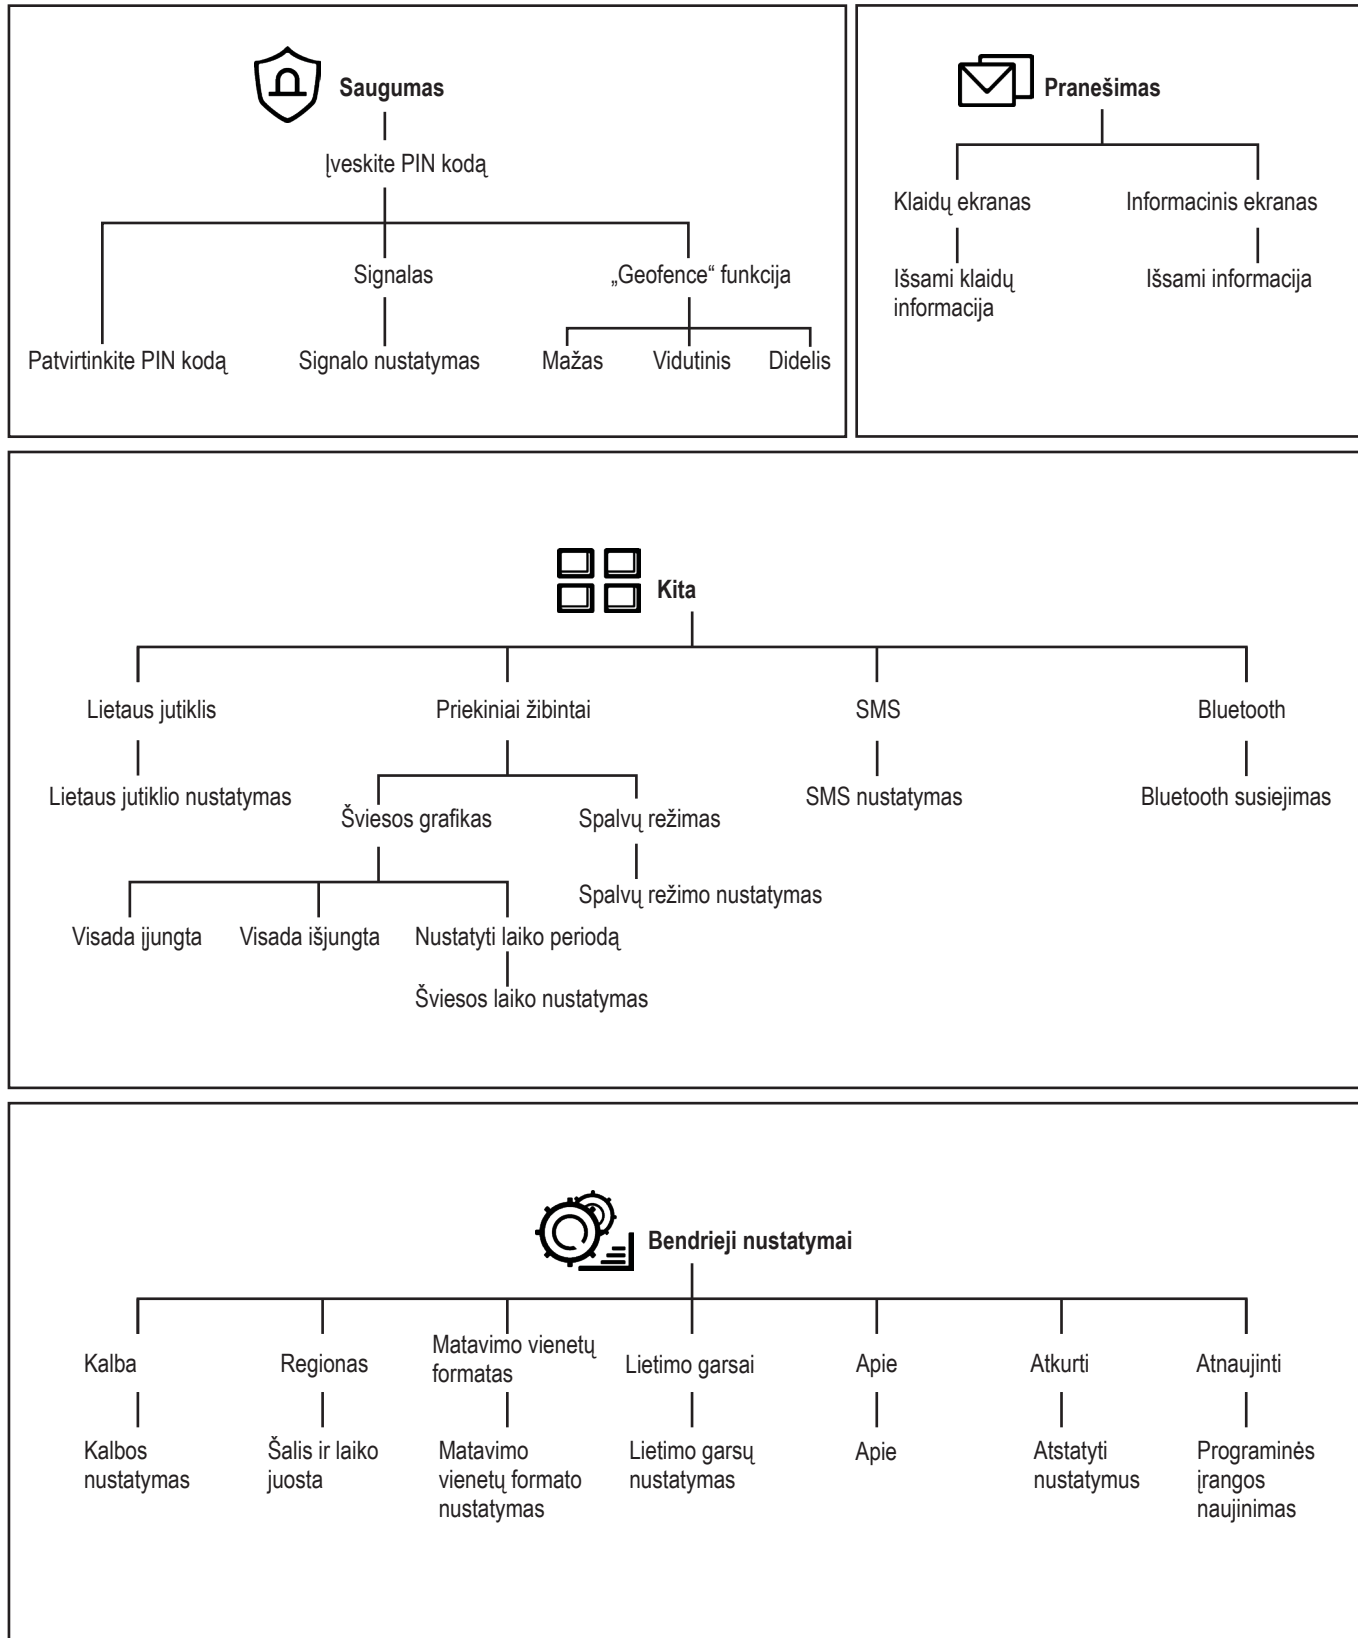 Saugumas
Įveskite PIN kodą
Signalas
„Geofence“ funkcija
Patvirtinkite PIN kodą
Signalo nustatymas
Mažas
Vidutinis
Didelis
Pranešimas
Klaidų ekranas
Informacinis ekranas
Išsami klaidų
informacija
Išsami informacija
Kita
Lietaus jutiklis
Priekiniai žibintai
SMS
Bluetooth
Lietaus jutiklio nustatymas
Šviesos grafikas
Spalvų režimas
SMS nustatymas
Bluetooth susiejimas
Spalvų režimo nustatymas
Visada įjungta
Visada išjungta
Nustatyti laiko periodą
Šviesos laiko nustatymas
Bendrieji nustatymai
Kalba
Regionas
Matavimo vienetų
formatas
Lietimo garsai
Apie
Atkurti
Atnaujinti
Kalbos
nustatymas
Šalis ir laiko
juosta
Matavimo
vienetų formato
nustatymas
Lietimo garsų
nustatymas
Apie
Atstatyti
nustatymus
Programinės
įrangos
naujinimas